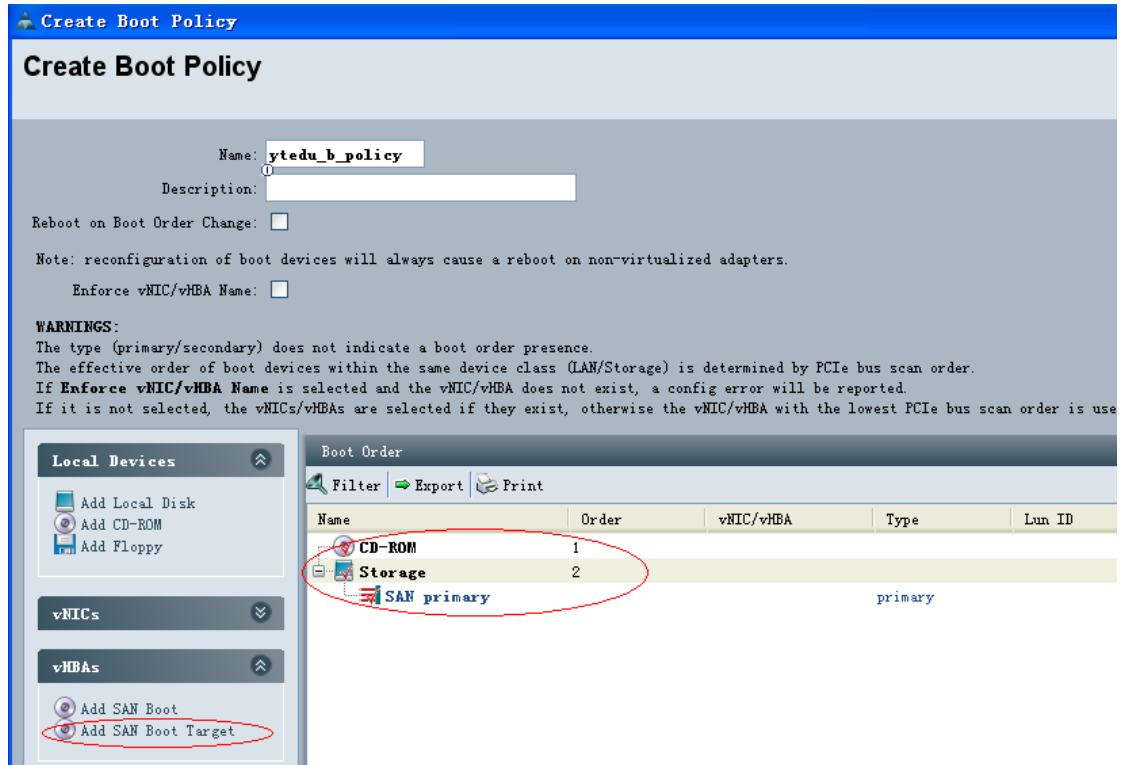 Create Boot Policy
Create Boot Policy
Name: ytedu_b_policy
Description:
Reboot on Boot Order Change:
Note: reconfiguration of boot devices will always cause a reboot on non-virtualized adapters.
Enforce vNIC/vHBA Name:
WARNINGS:
The type (primary/secondary) does not indicate a boot order presence.
The effective order of boot devices within the same device class (LAN/Storage) is determined by PCIe bus scan order.
If Enforce vNIC/vHBA Name is selected and the vNIC/vHBA does not exist, a config error will be reported.
If it is not selected, the vNICs/vHBAs are selected if they exist, otherwise the vNIC/vHBA with the lowest PCIe bus scan order is use
Local Devices
Add Local Disk
Add CD-ROM
Add Floppy
vNICs
vHBAs
Add SAN Boot
Add SAN Boot Target
Boot Order
Filter Export Print
Name Order vNIC/vHBA Type Lun ID
CD-ROM 1
Storage 2
SAN primary primary